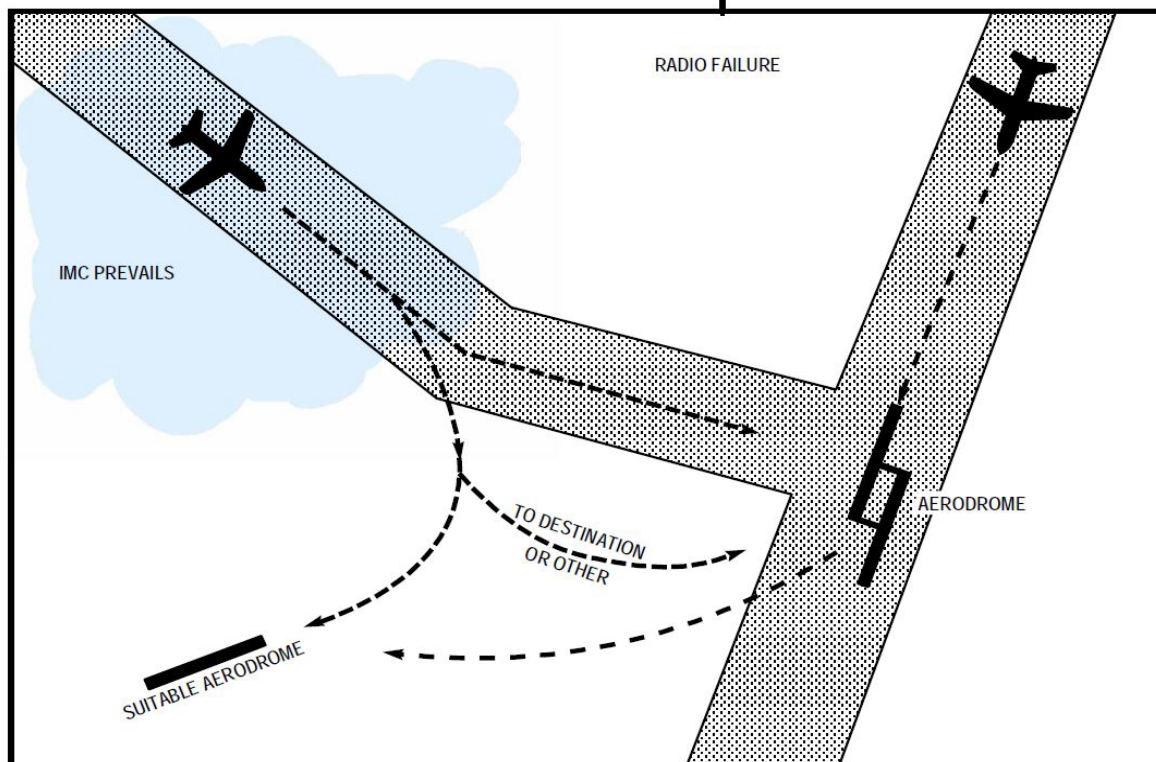 RADIO FAILURE
IMC PREVAILS
AERODROME
TO DESTINATION
OR OTHER
SUITABLE AERODROME